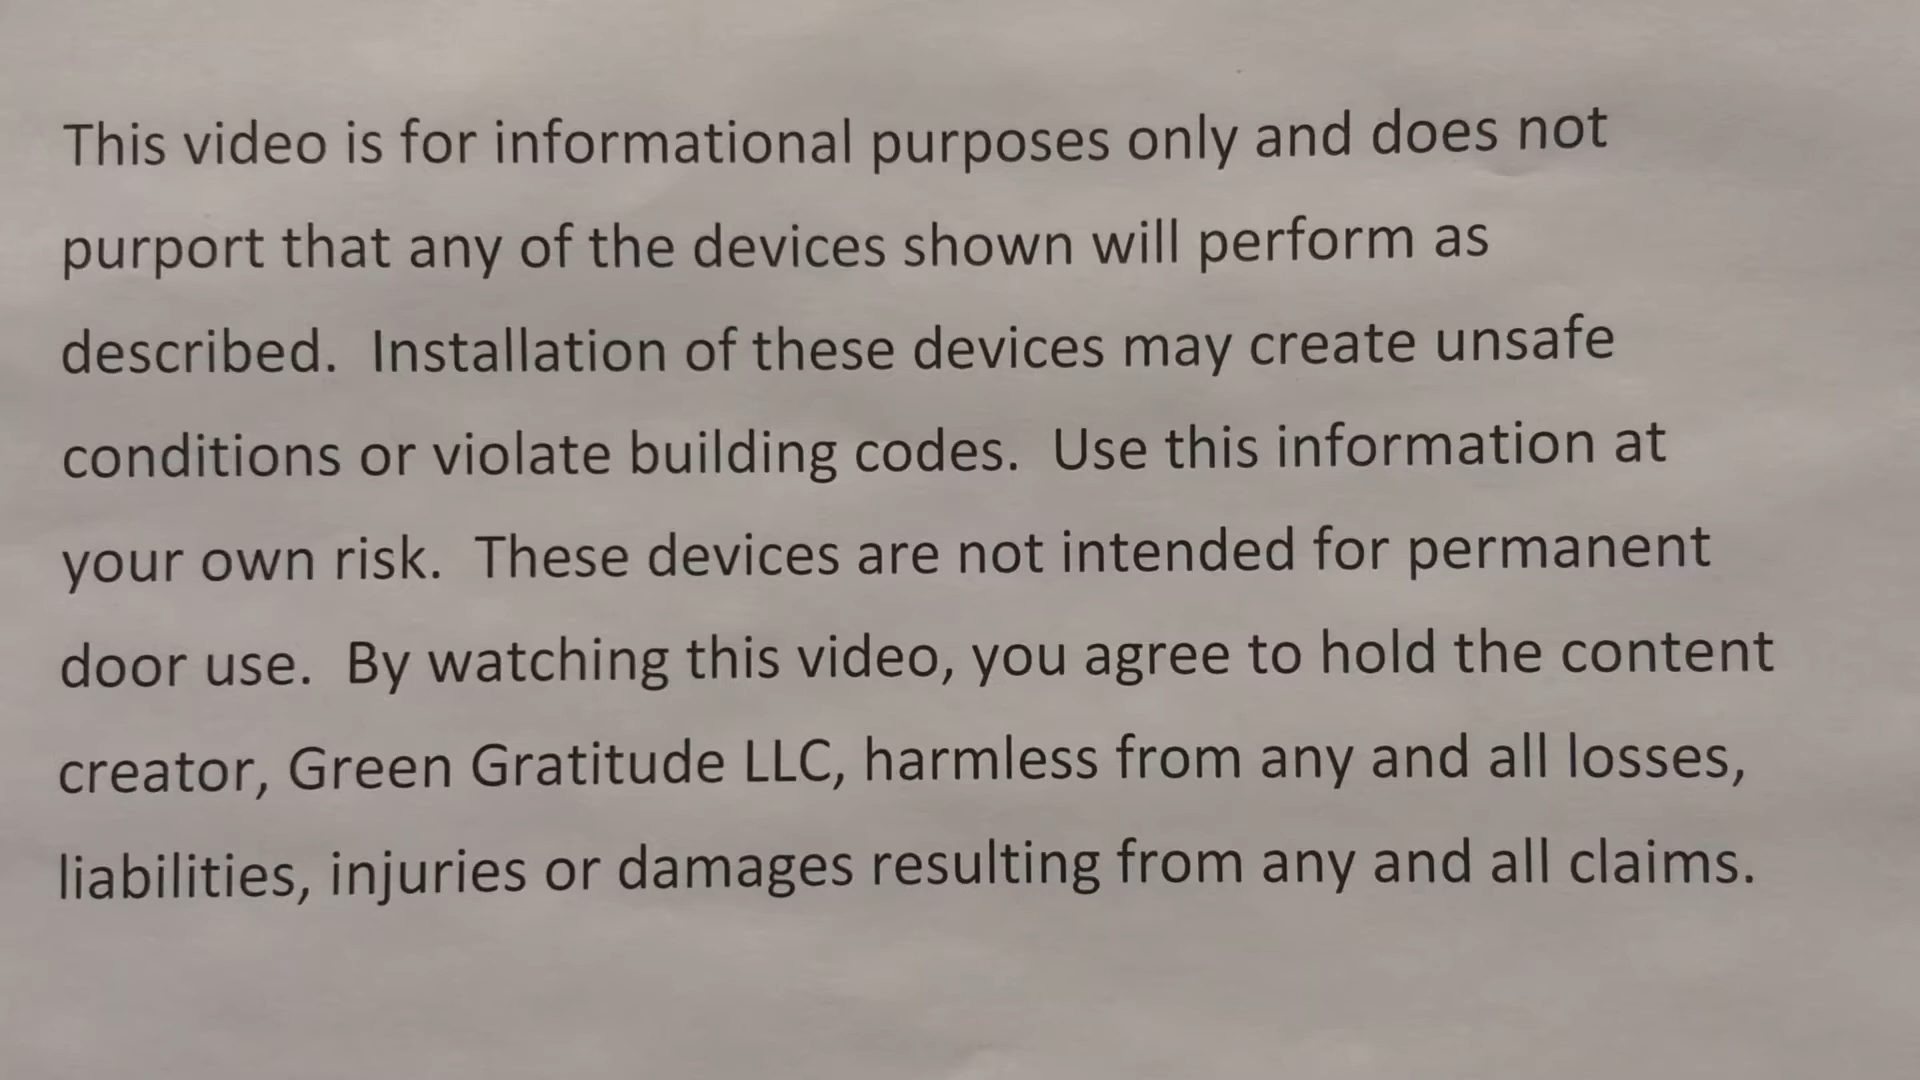 This video is for informational purposes only and does not
purport that any of the devices shown will perform as
described.  Installation of these devices may create unsafe
conditions or violate building codes.  Use this information at
your own risk.  These devices are not intended for permanent
door use.  By watching this video, you agree to hold the content
creator, Green Gratitude LLC, harmless from any and all losses,
liabilities, injuries or damages resulting from any and all claims.